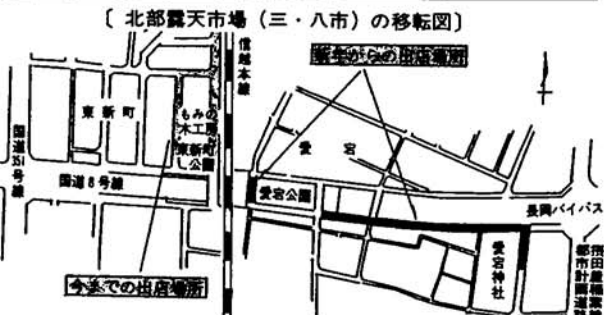 〔 北部露天市場（三・八市）の移転図〕
新年からの出店場所
信越本線
東新町
もみの
木工房
東新町
し公園
愛宕
国道351号線
国道8号線
愛宕公園
長岡バイパス
愛宕神社
今までの出店場所
都市計画道路